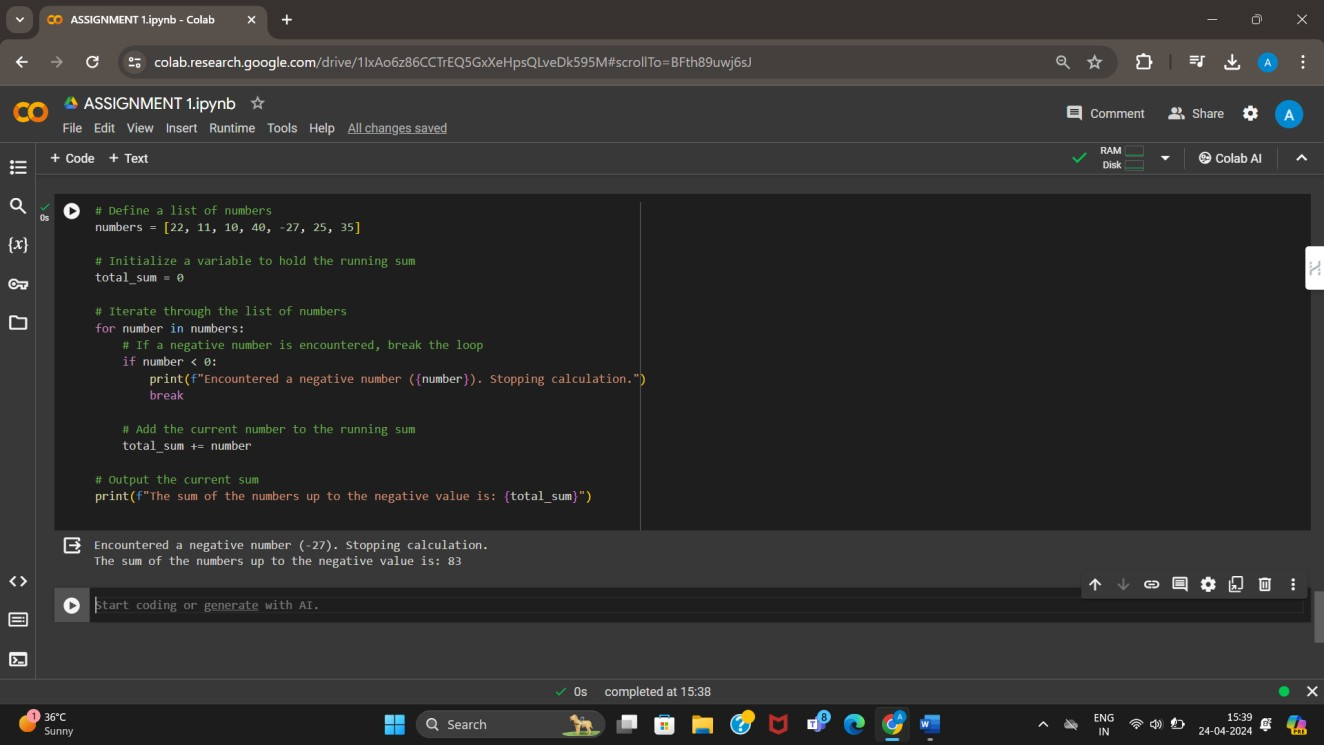 ASSIGNMENT 1.ipynb - Colab
colab.research.google.com/drive/1IxAo6z86CCTrEQ5GxXeHpsQLveDk595M#scrollTo=BFth89uwj6sJ
A
ASSIGNMENT 1.ipynb
Comment Share A
File Edit View Insert Runtime Tools Help All changes saved
+ Code + Text
RAM
Disk
Colab AI
0s
# Define a list of numbers
numbers = [22, 11, 10, 40, -27, 25, 35]
# Initialize a variable to hold the running sum
total_sum = 0
# Iterate through the list of numbers
for number in numbers:
# If a negative number is encountered, break the loop
if number < 0:
print(f"Encountered a negative number ({number}). Stopping calculation.")
break
# Add the current number to the running sum
total_sum += number
# Output the current sum
print(f"The sum of the numbers up to the negative value is: {total_sum}")
Encountered a negative number (-27). Stopping calculation.
The sum of the numbers up to the negative value is: 83
Start coding or generate with AI.
0s completed at 15:38
1
36°C
Sunny
Search
8
A
ENG
IN
15:39
24-04-2024
PRE